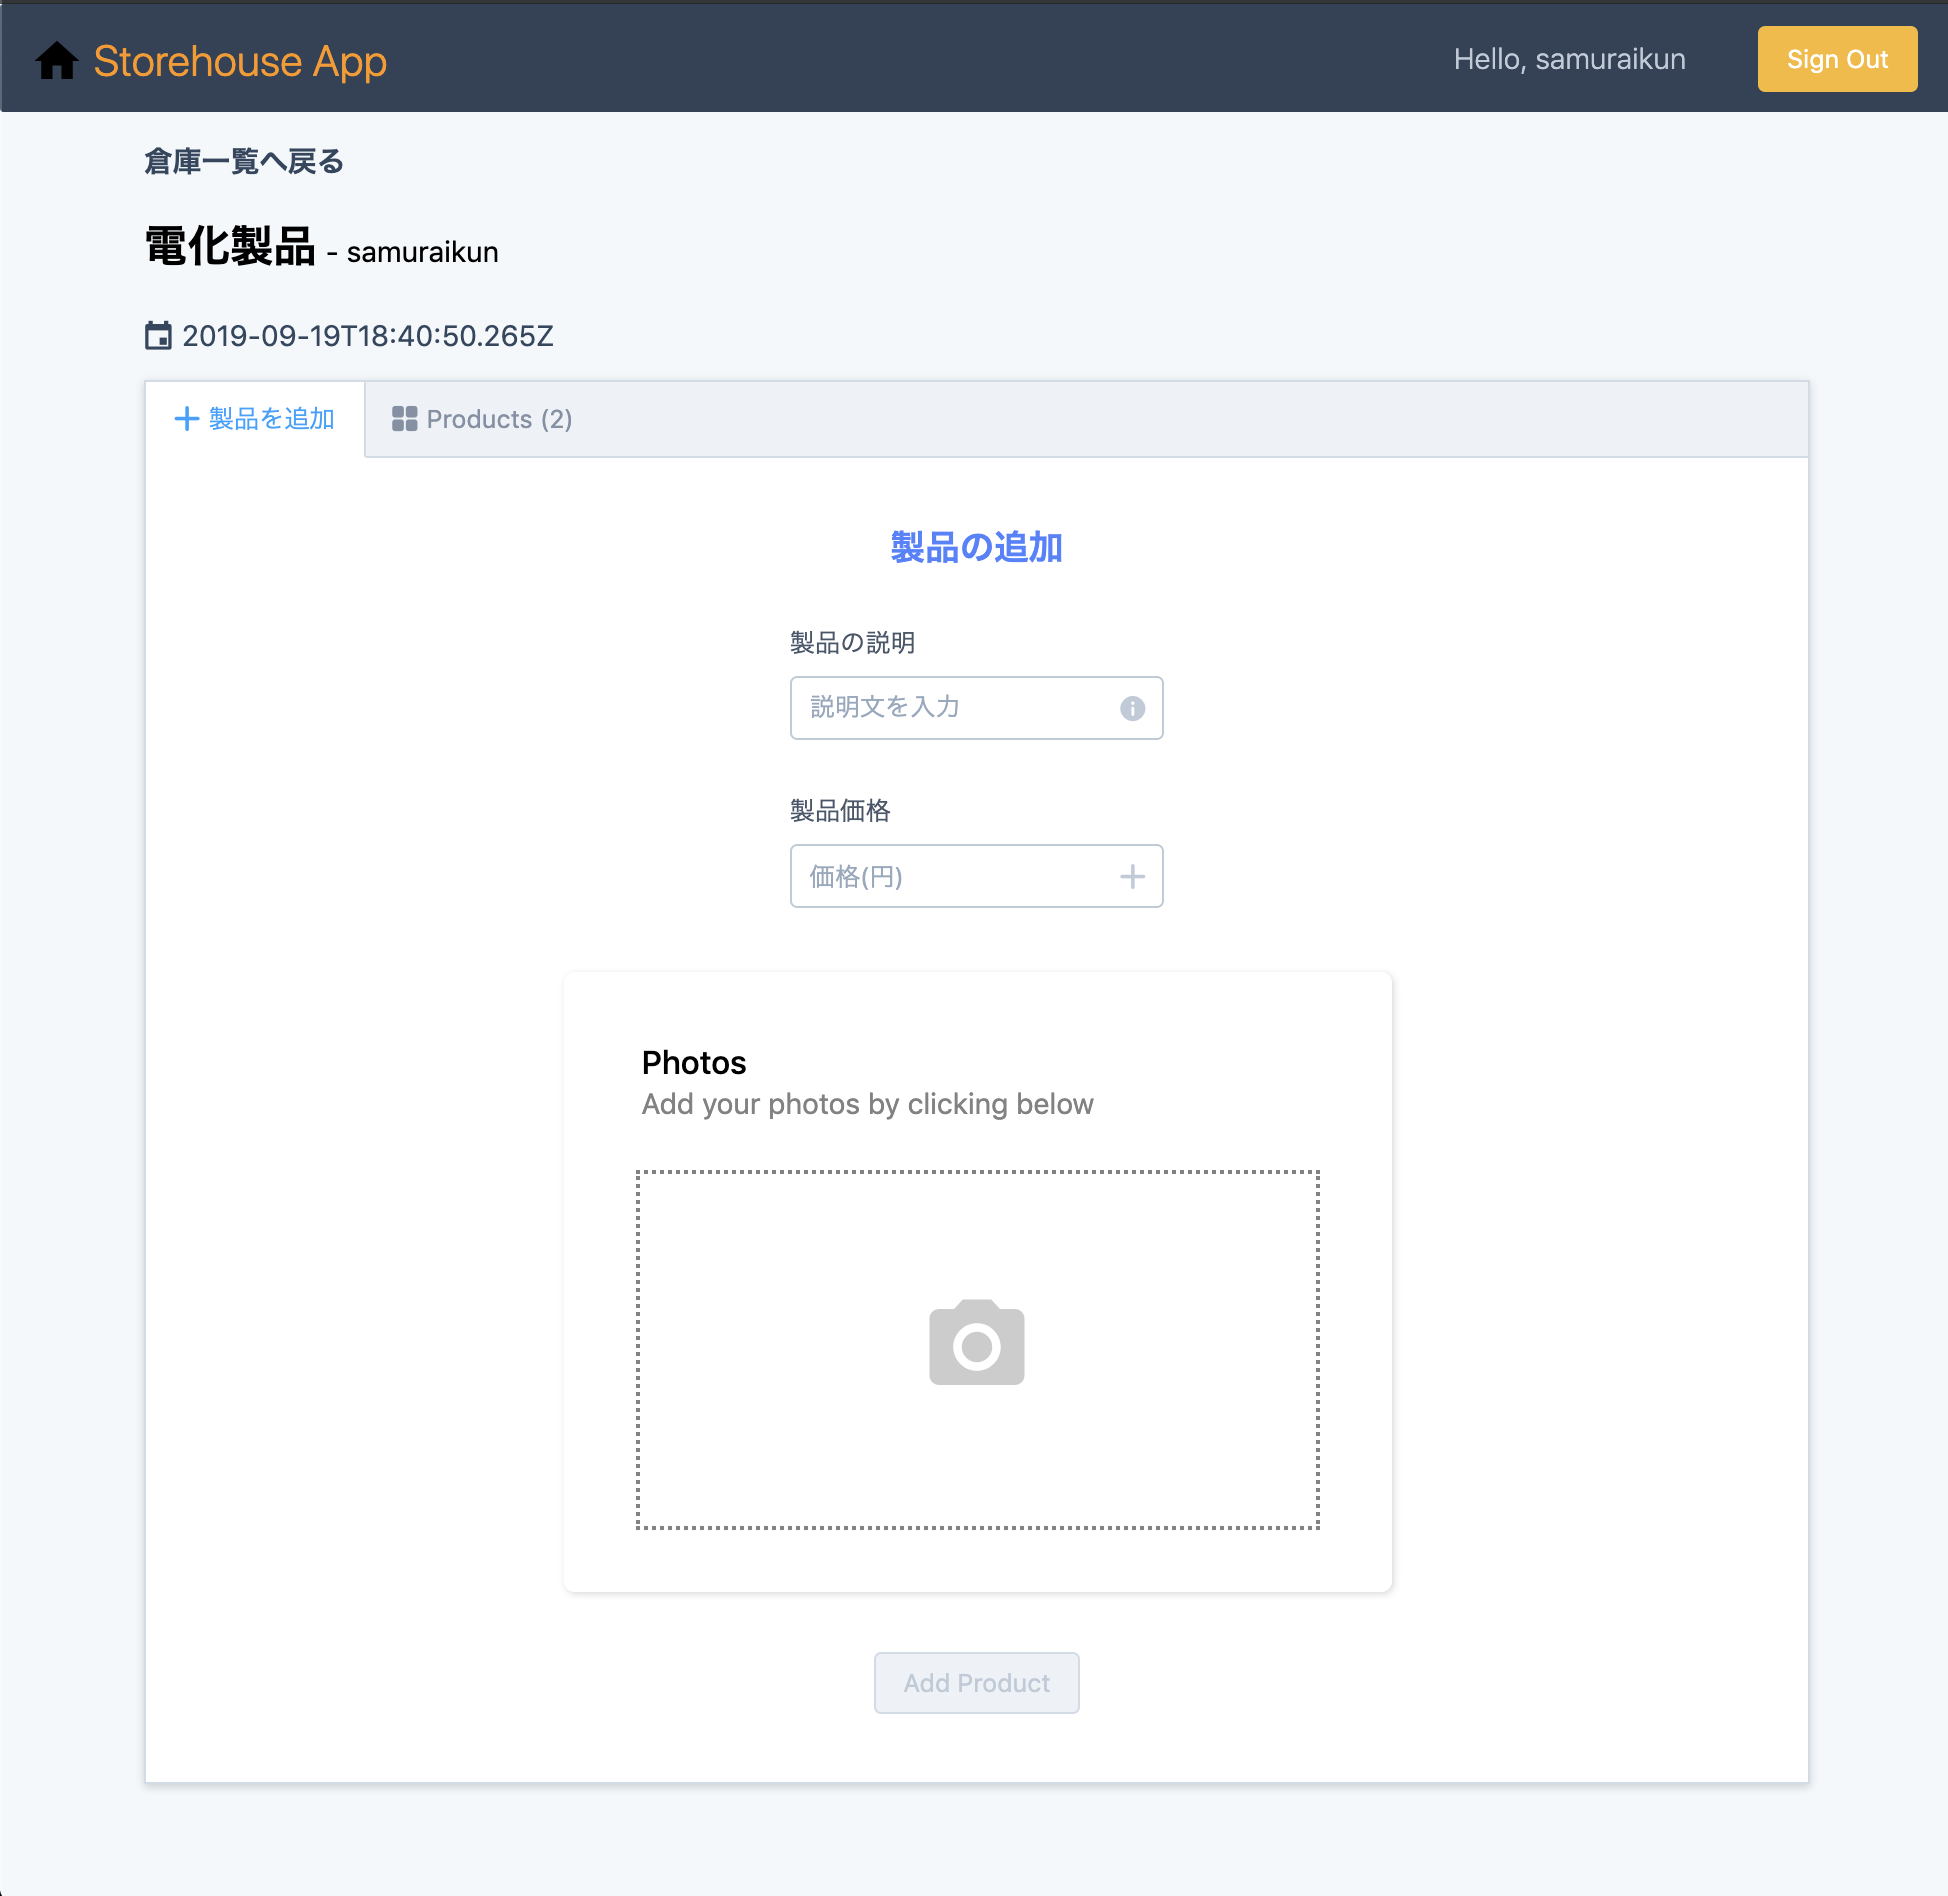 Storehouse App
Hello, samuraikun
Sign Out
倉庫一覧へ戻る
電化製品 - samuraikun
2019-09-19T18:40:50.265Z
製品を追加
Products (2)
製品の追加
製品の説明
説明文を入力
製品価格
価格(円)
Photos
Add your photos by clicking below
Add Product